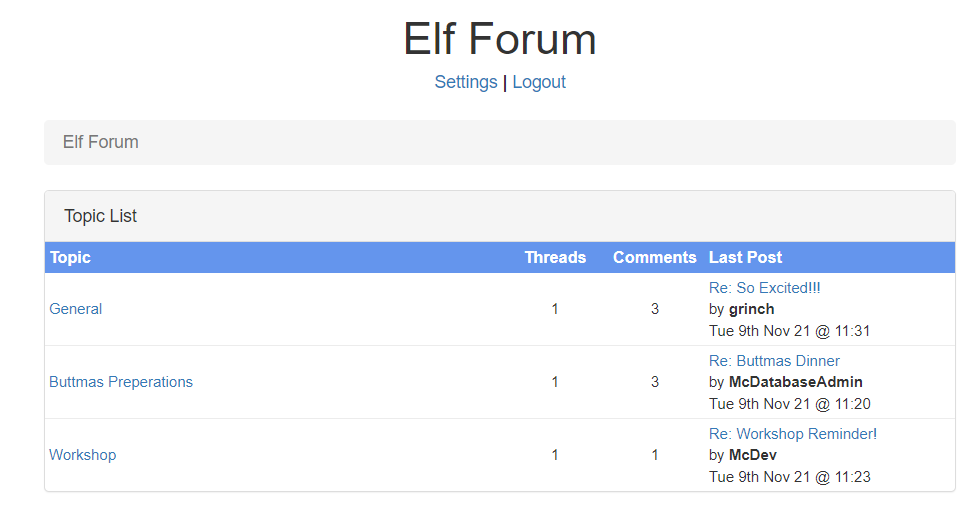 Elf Forum
Settings | Logout
Elf Forum
Topic List
Topic Threads Comments Last Post
General 1 3 Re: So Excited!!!
by grinch
Tue 9th Nov 21 @ 11:31
Buttmas Preperations 1 3 Re: Buttmas Dinner
by McDatabaseAdmin
Tue 9th Nov 21 @ 11:20
Workshop 1 1 Re: Workshop Reminder!
by McDev
Tue 9th Nov 21 @ 11:23